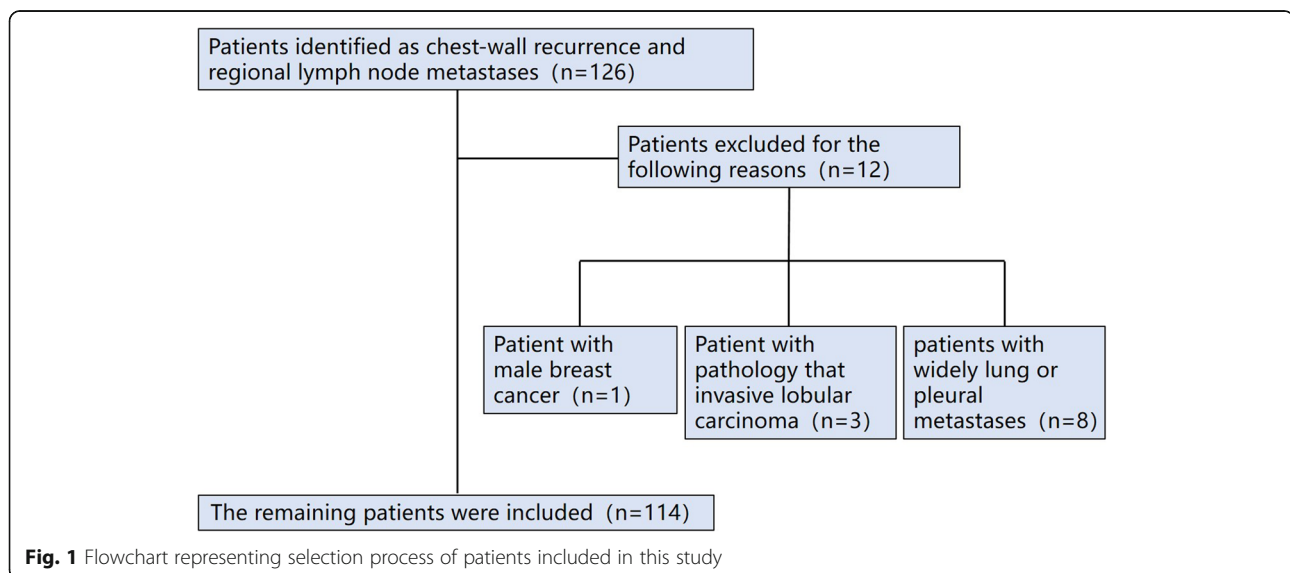 Patients identified as chest-wall recurrence and
regional lymph node metastases (n=126)
Patients excluded for the
following reasons (n=12)
Patient with
male breast
cancer (n=1)
Patient with
pathology that
invasive lobular
carcinoma (n=3)
patients with
widely lung or
pleural
metastases (n=8)
The remaining patients were included (n=114)
Fig. 1 Flowchart representing selection process of patients included in this study